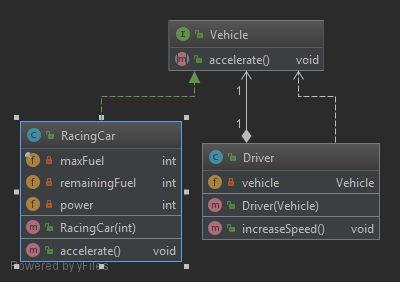 I Vehicle
m accelerate() void
1
1
C RacingCar
f maxFuel int
f remainingFuel int
f power int
m RacingCar(int)
m accelerate() void
C Driver
f vehicle Vehicle
m Driver(Vehicle)
m increaseSpeed() void
Powered by yFiles